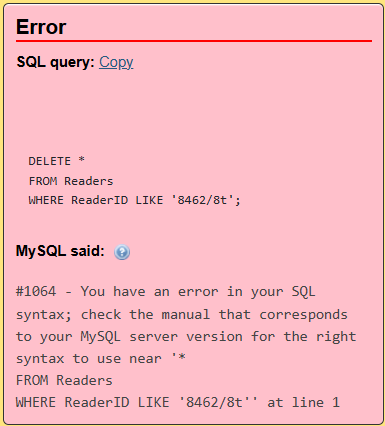 Error
SQL query: Copy
DELETE *
FROM Readers
WHERE ReaderID LIKE '8462/8t';
MySQL said:
#1064 - You have an error in your SQL
syntax; check the manual that corresponds
to your MySQL server version for the right
syntax to use near '*
FROM Readers
WHERE ReaderID LIKE '8462/8t'' at line 1